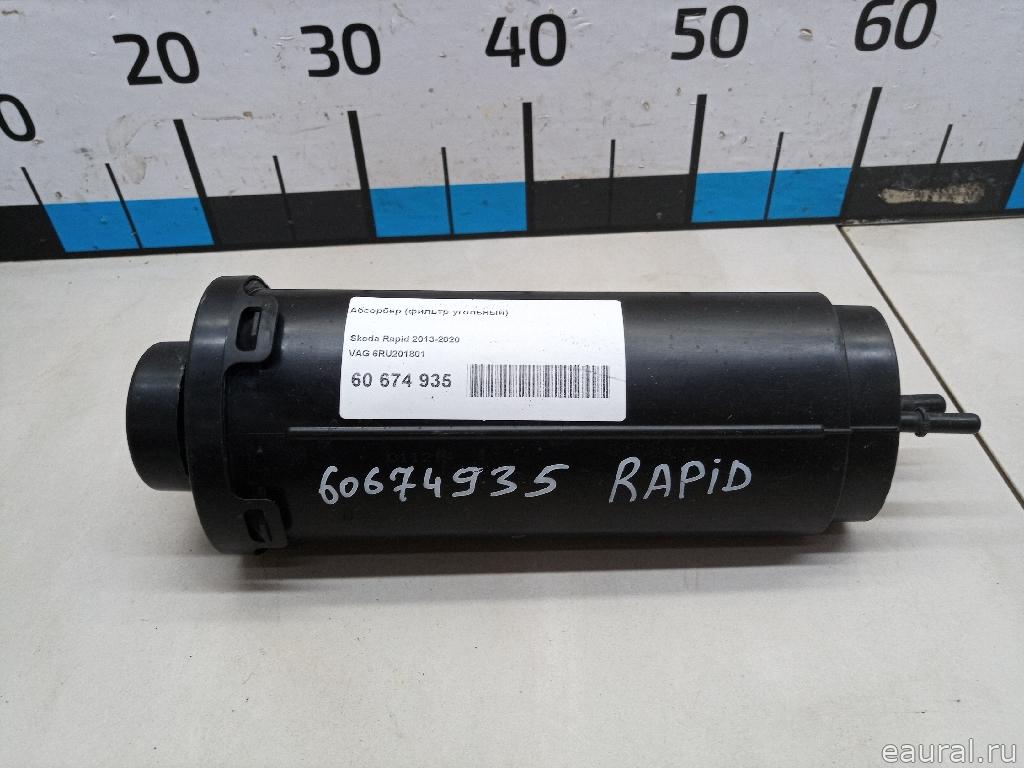 20 30 40 50 60
0
Абсорбер (фильтр угольный)
Skoda Rapid 2013-2020
VAG 6RU201801
60 674 935
60674935 RAPiD
eaural.ru